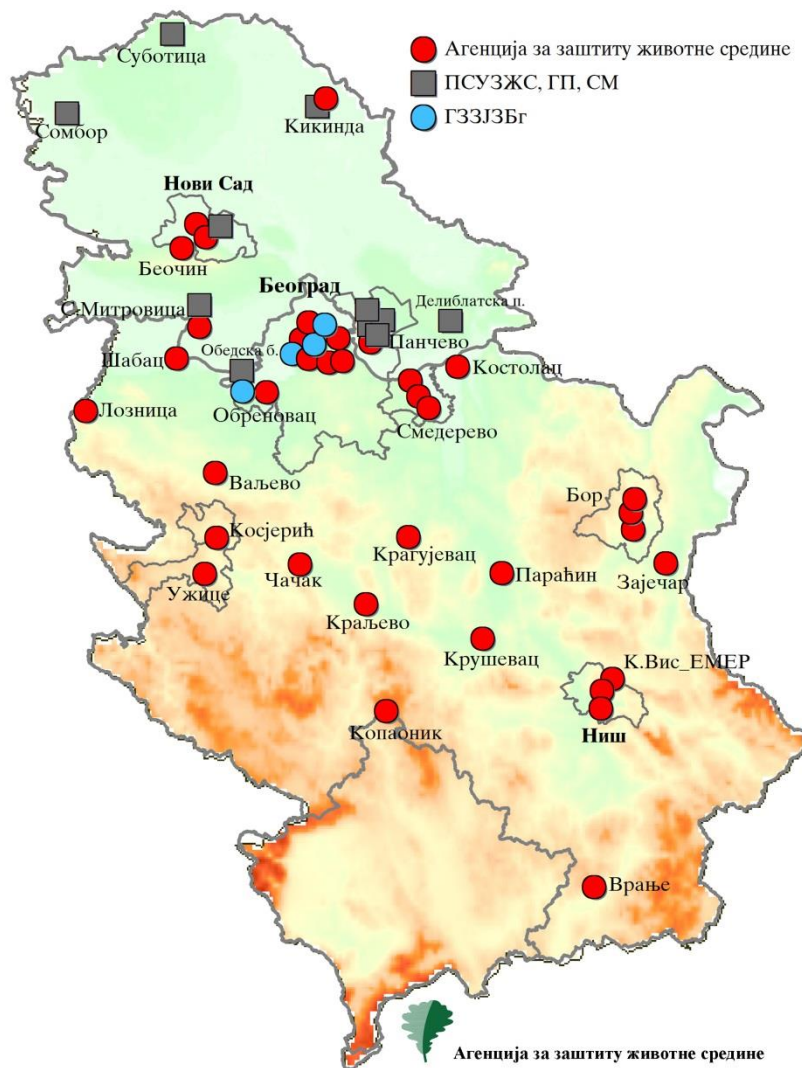 Суботица
Агенција за заштиту животне средине
ПСУЗЖС, ГП, СМ
ГЗЗЈЗБг
Сомбор
Кикинда
Нови Сад
Беочин
Београд
С.Митровица
Делиблатска п.
Панчево
Шабац
Обедска б.
Костолац
Лозница
Обреновац
Смедерево
Ваљево
Бор
Косјерић
Крагујевац
Ужице
Чачак
Параћин
Зајечар
Краљево
Крушевац
К.Вис_ЕМЕР
Копаоник
Ниш
Врање
Агенција за заштиту животне средине